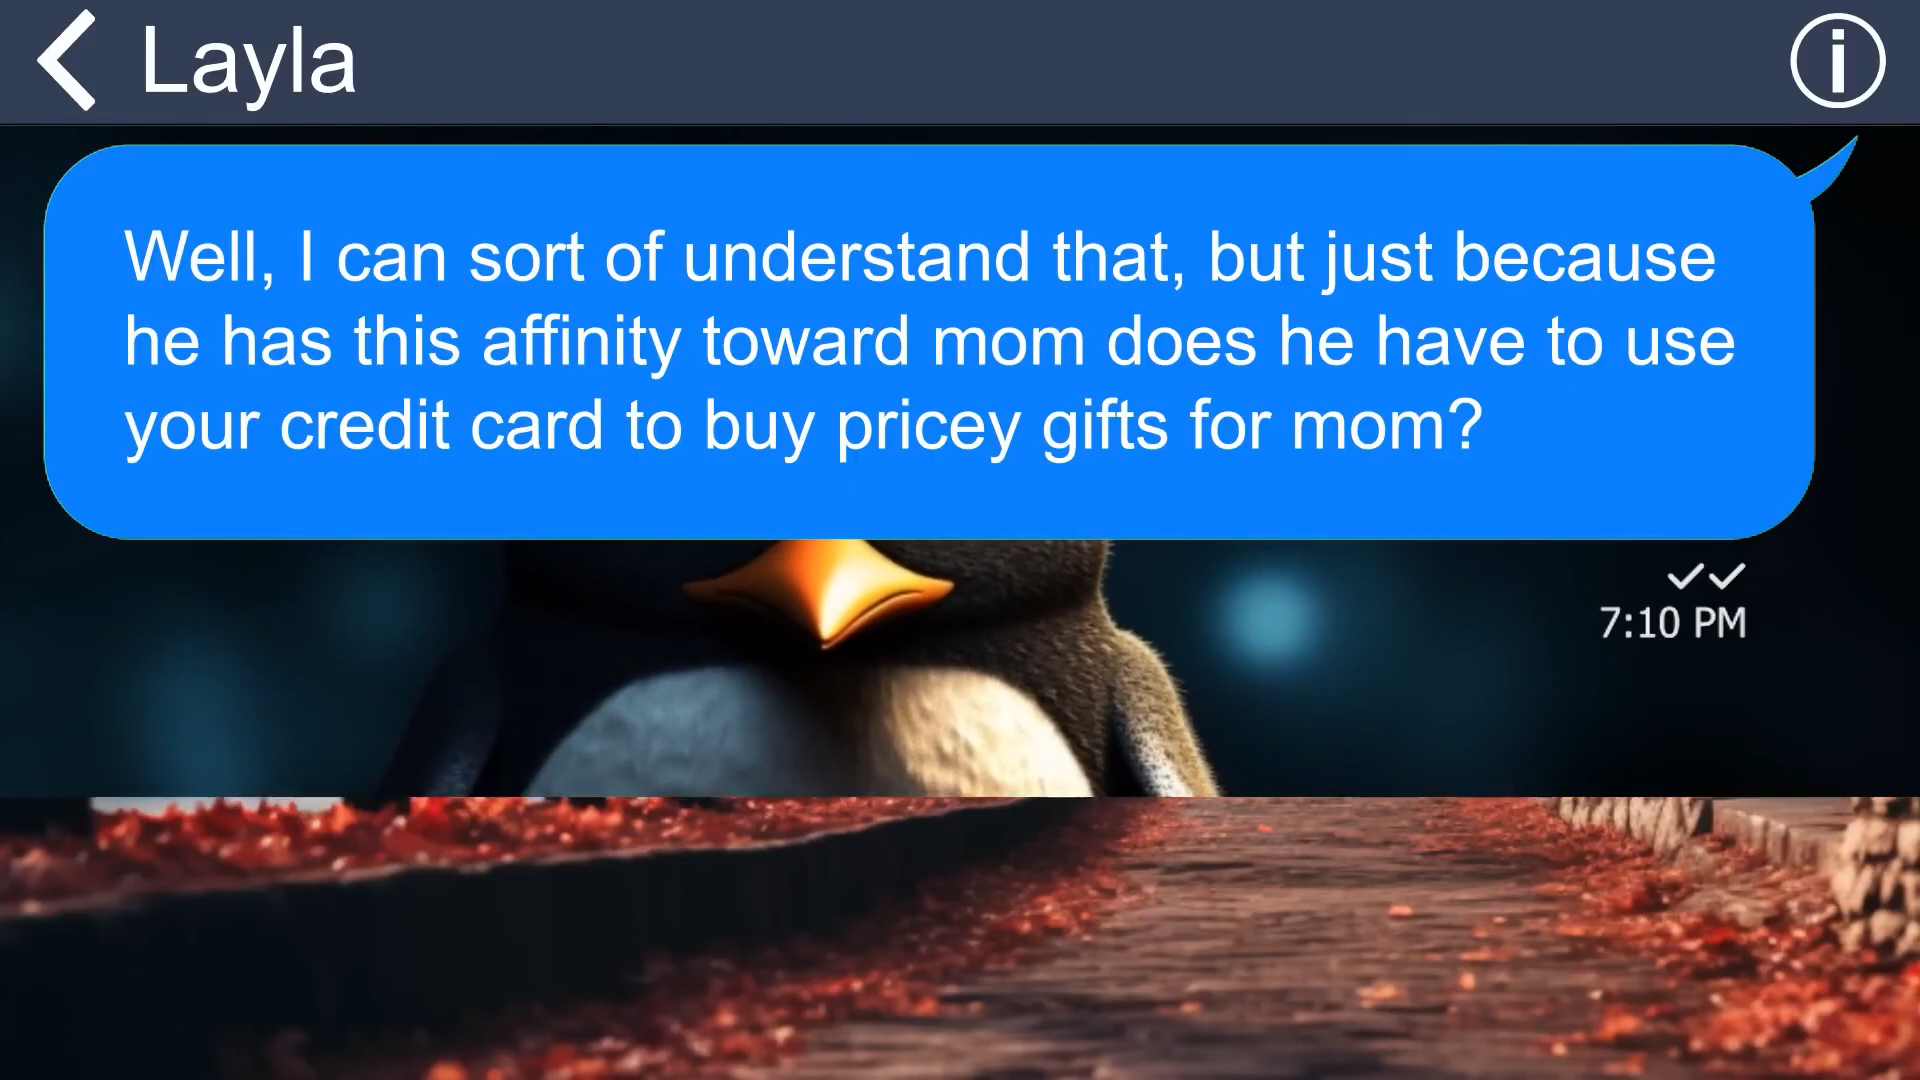 Layla
Well, I can sort of understand that, but just because
he has this affinity toward mom does he have to use
your credit card to buy pricey gifts for mom?
7:10 PM